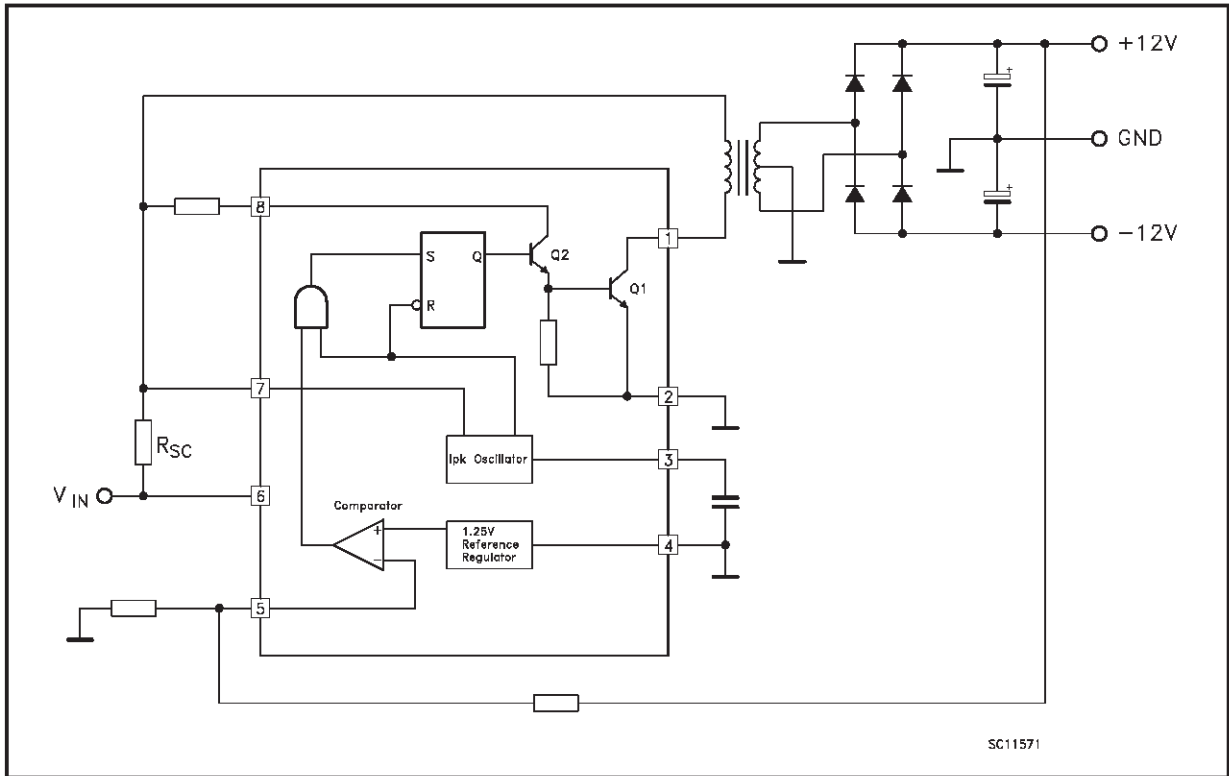 +12V
GND
8
1
S
Q
Q2
−12V
R
Q1
7
2
RSC
Ipk Oscillator
3
VIN
6
Comparator
+
−
1.25V
Reference
Regulator
4
5
+
+
SC11571